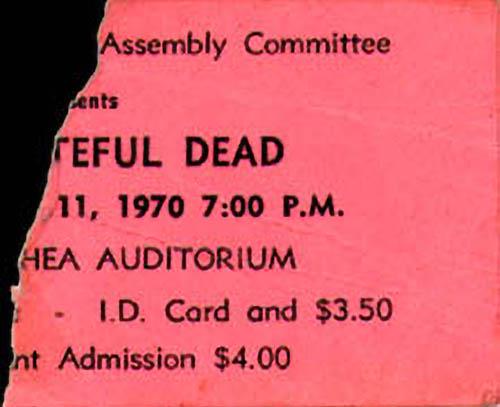 Assembly Committee
ents
TEFUL DEAD
11, 1970 7:00 P.M.
HEA AUDITORIUM
- I.D. Card and $3.50
nt Admission $4.00